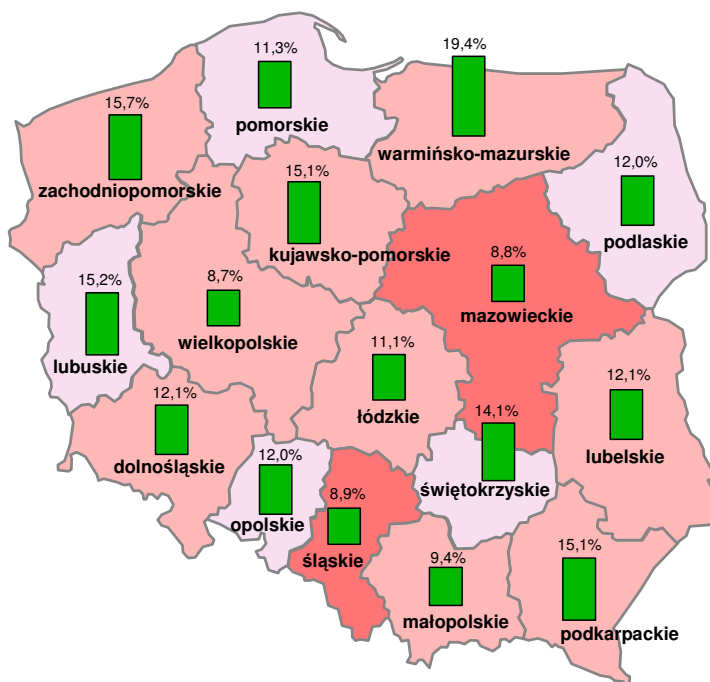 11,3%
pomorskie
19,4%
warmińsko-mazurskie
15,7%
zachodniopomorskie
15,1%
kujawsko-pomorskie
12,0%
podlaskie
8,8%
mazowieckie
15,2%
lubuskie
8,7%
wielkopolskie
11,1%
łódzkie
12,1%
lubelskie
12,1%
dolnośląskie
14,1%
świętokrzyskie
12,0%
opolskie
8,9%
śląskie
9,4%
małopolskie
15,1%
podkarpackie